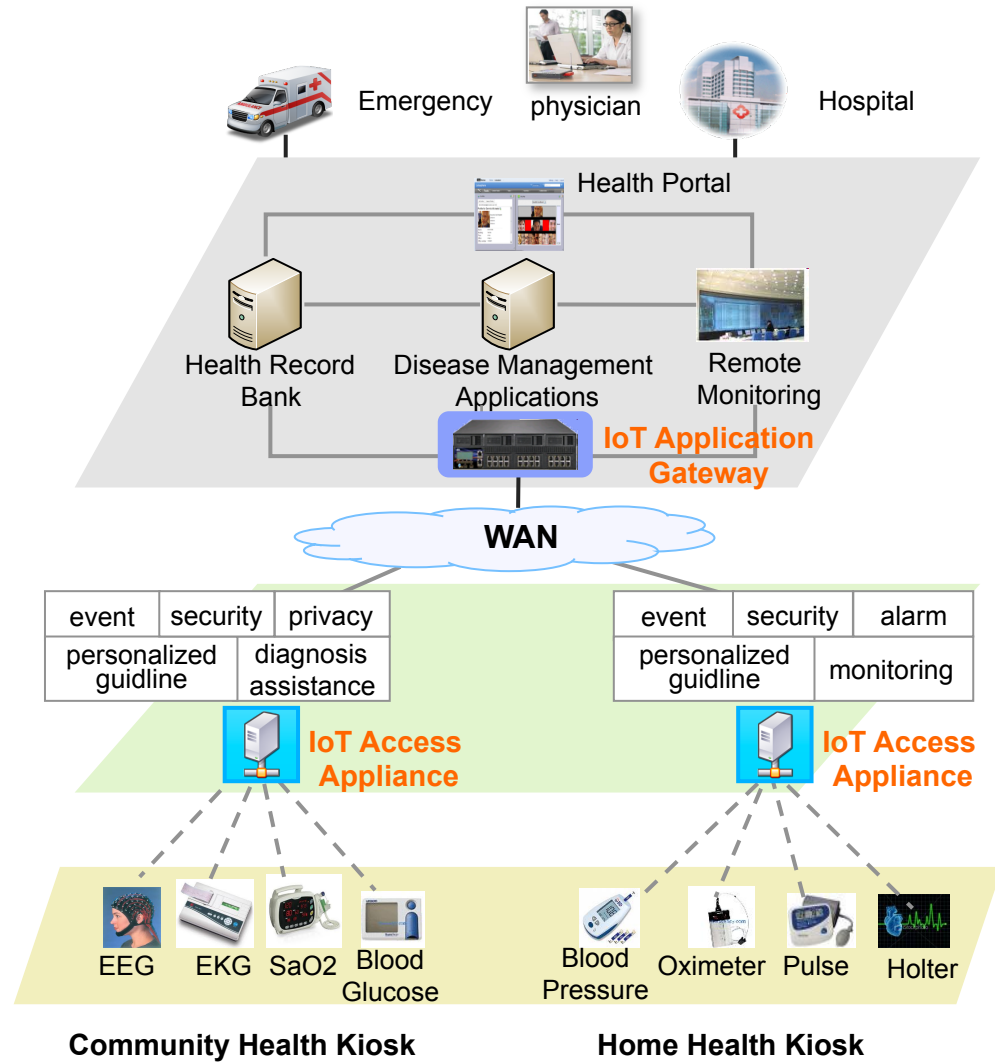 Emergency
physician
Hospital
Health Portal
Health Record
Bank
Disease Management
Applications
Remote
Monitoring
IoT Application
Gateway
WAN
event
security
privacy
personalized
guidline
diagnosis
assistance
event
security
alarm
personalized
guidline
monitoring
IoT Access
Appliance
IoT Access
Appliance
EEG
EKG
SaO2
Blood
Glucose
Blood
Pressure
Oximeter
Pulse
Holter
Community Health Kiosk
Home Health Kiosk